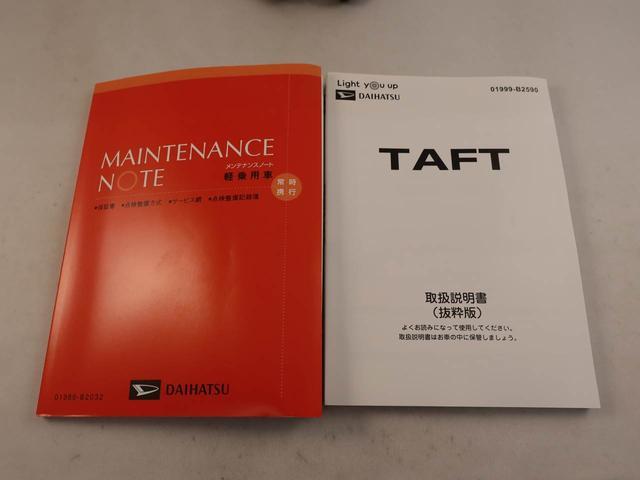 MAINTENANCE
NOTE
メンテナンスノート
軽乗用車
常時
携行
●保証書 ●点検整備方式 ●サービス網 ●点検整備記録簿
DAIHATSU
01999-B2032
Light you up
DAIHATSU
01999-B2590
TAFT
取扱説明書
(抜粋版)
よくお読みになって使用してください。
取扱説明書はお車の中に保管しましょう。